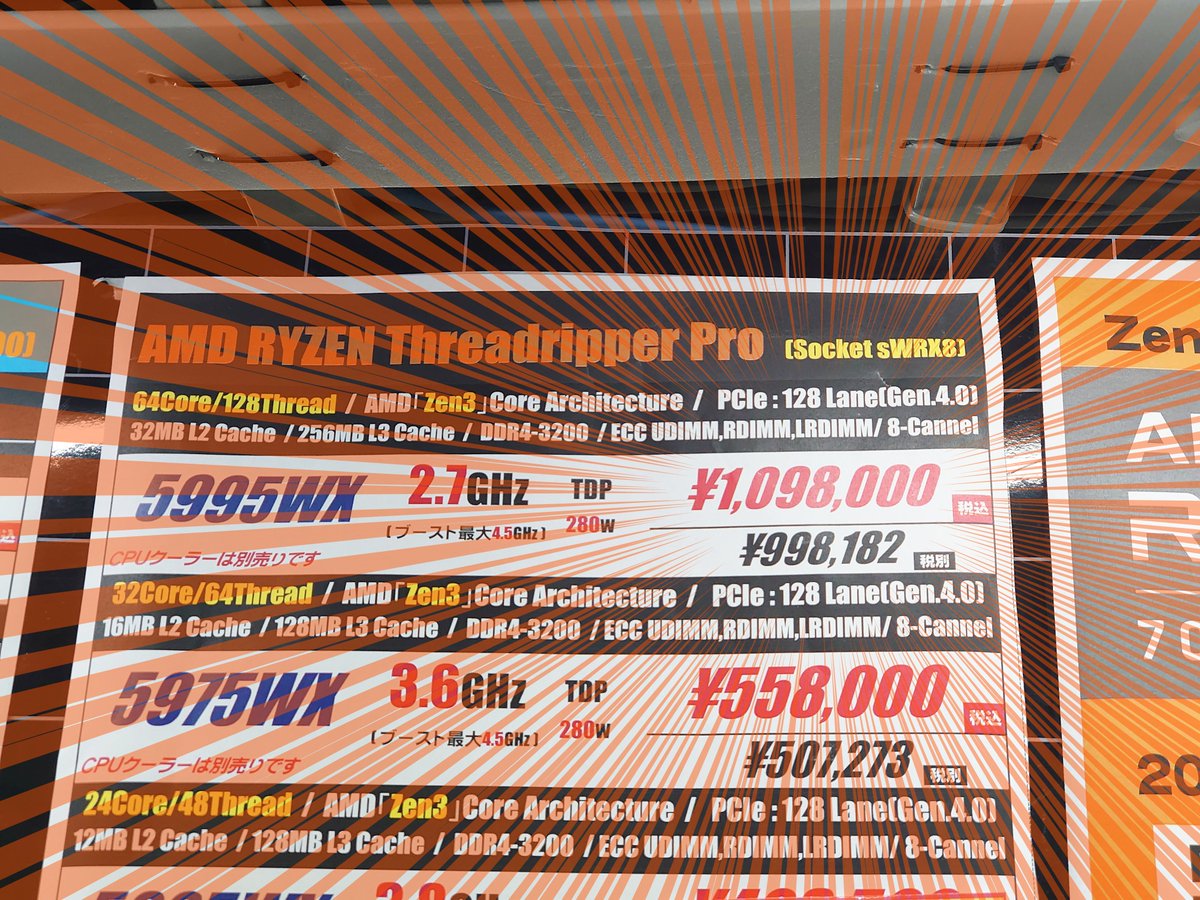 AMD RYZEN Threadripper Pro (Socket sWRX8)
64Core/128Thread / AMD「Zen3」Core Architecture / PCIe : 128 Lane(Gen.4.0)
32MB L2 Cache / 256MB L3 Cache / DDR4-3200 / ECC UDIMM,RDIMM,LRDIMM/ 8-Cannel
5995WX 2.7GHz TDP ¥1,098,000 税込
(ブースト最大4.5GHz) 280W
CPUクーラーは別売りです ¥998,182 税別
32Core/64Thread / AMD「Zen3」Core Architecture / PCIe : 128 Lane(Gen.4.0)
16MB L2 Cache / 128MB L3 Cache / DDR4-3200 / ECC UDIMM,RDIMM,LRDIMM/ 8-Cannel
5975WX 3.6GHz TDP ¥558,000 税込
(ブースト最大4.5GHz) 280W
CPUクーラーは別売りです ¥507,273 税別
24Core/48Thread / AMD「Zen3」Core Architecture / PCIe : 128 Lane(Gen.4.0)
12MB L2 Cache / 128MB L3 Cache / DDR4-3200 / ECC UDIMM,RDIMM,LRDIMM/ 8-Cannel
Zen